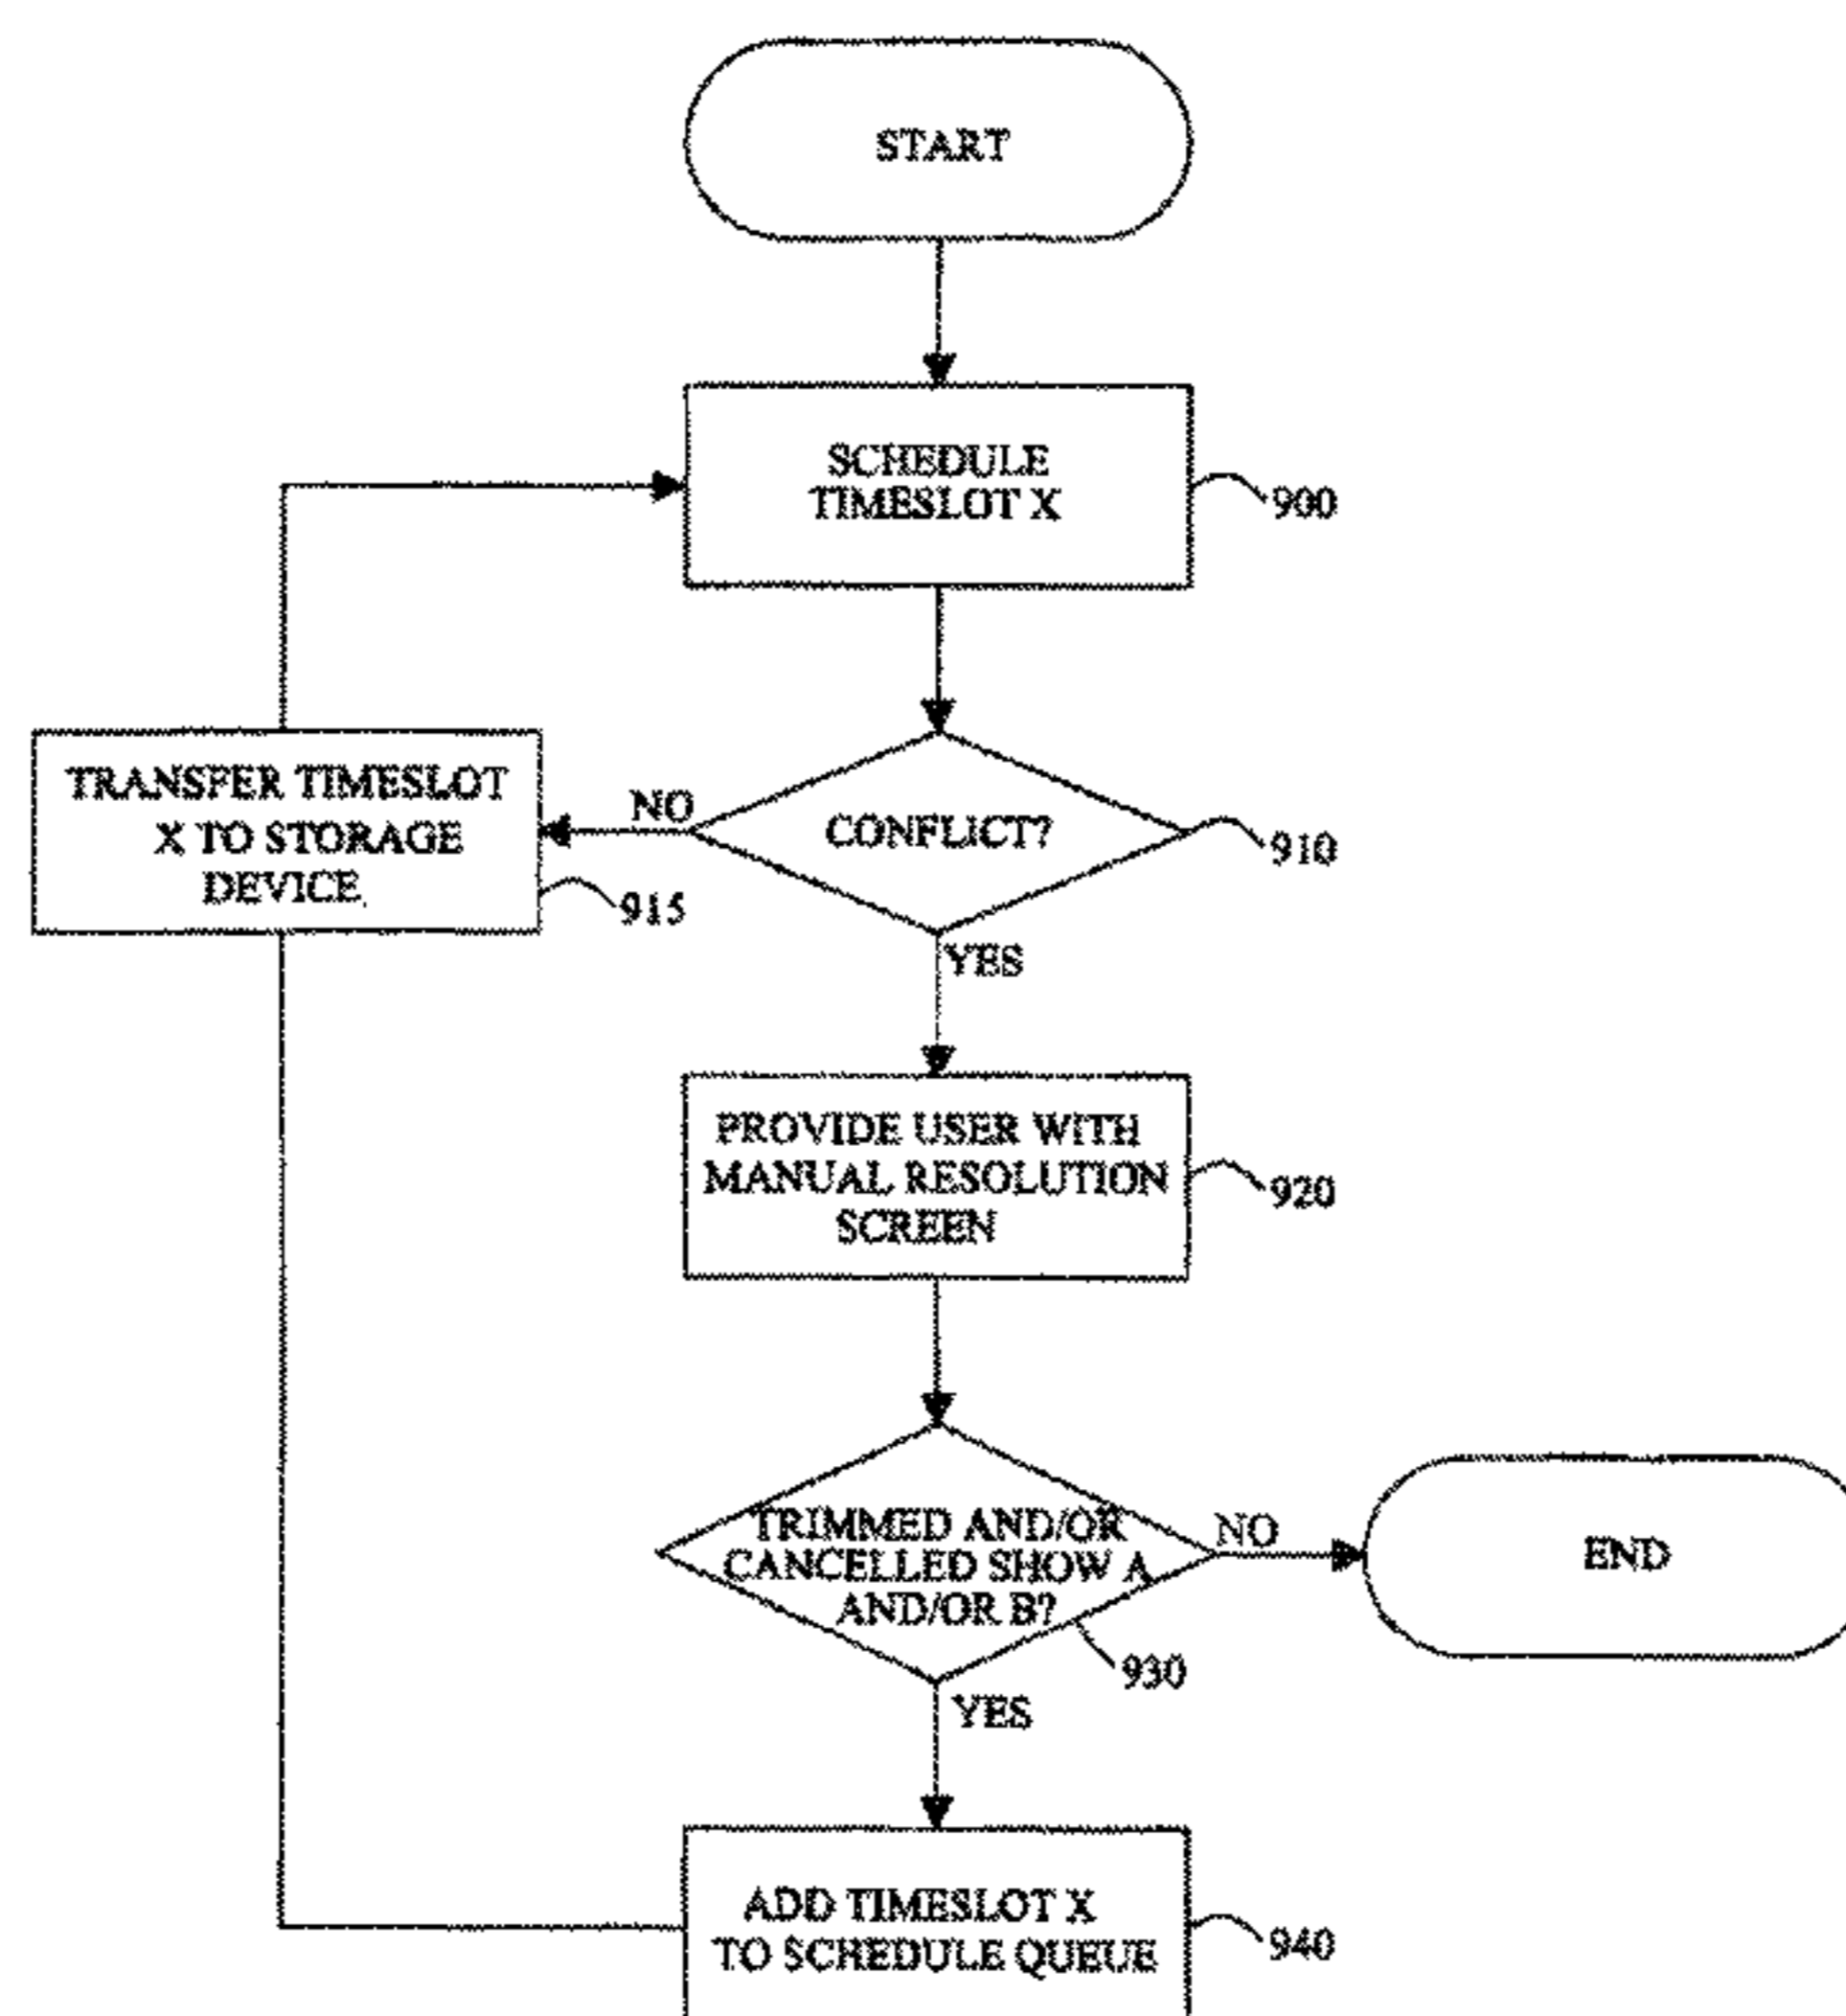 START
SCHEDULE
TIMESLOT X
900
TRANSFER TIMESLOT
X TO STORAGE
DEVICE
915
NO
CONFLICT?
910
YES
PROVIDE USER WITH
MANUAL RESOLUTION
SCREEN
920
TRIMMED AND/OR
CANCELLED SHOW A
AND/OR B?
930
NO
END
YES
ADD TIMESLOT X
TO SCHEDULE QUEUE
940